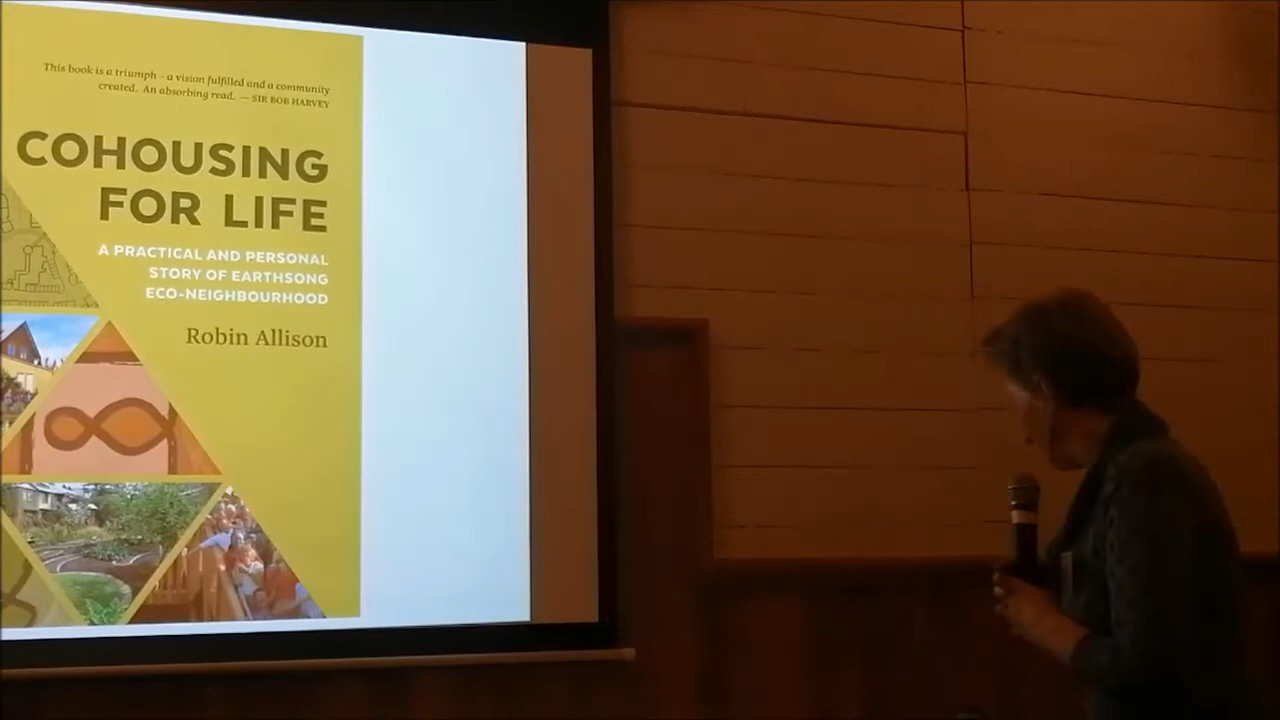 This book is a triumph – a vision fulfilled and a community
created. An absorbing read. — SIR BOB HARVEY
COHOUSING
FOR LIFE
A PRACTICAL AND PERSONAL
STORY OF EARTHSONG
ECO-NEIGHBOURHOOD
Robin Allison